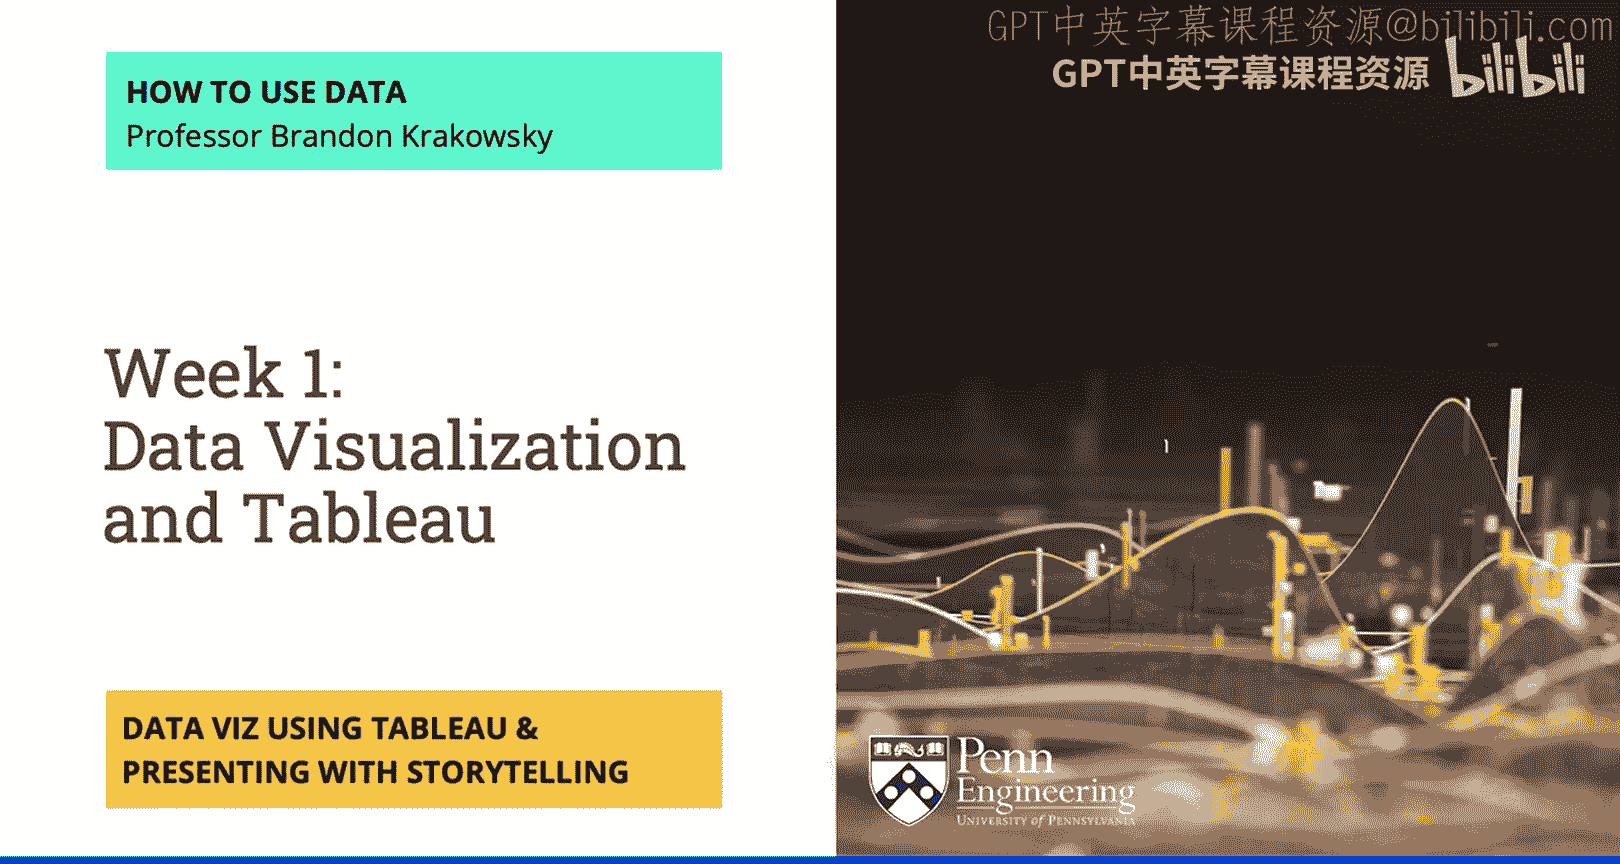 HOW TO USE DATA
Professor Brandon Krakowsky
Week 1:
Data Visualization
and Tableau
DATA VIZ USING TABLEAU &
PRESENTING WITH STORYTELLING
GPT中英字幕课程资源@bilibili.com
GPT中英字幕课程资源 bilibili
Penn
Engineering
UNIVERSITY of PENNSYLVANIA